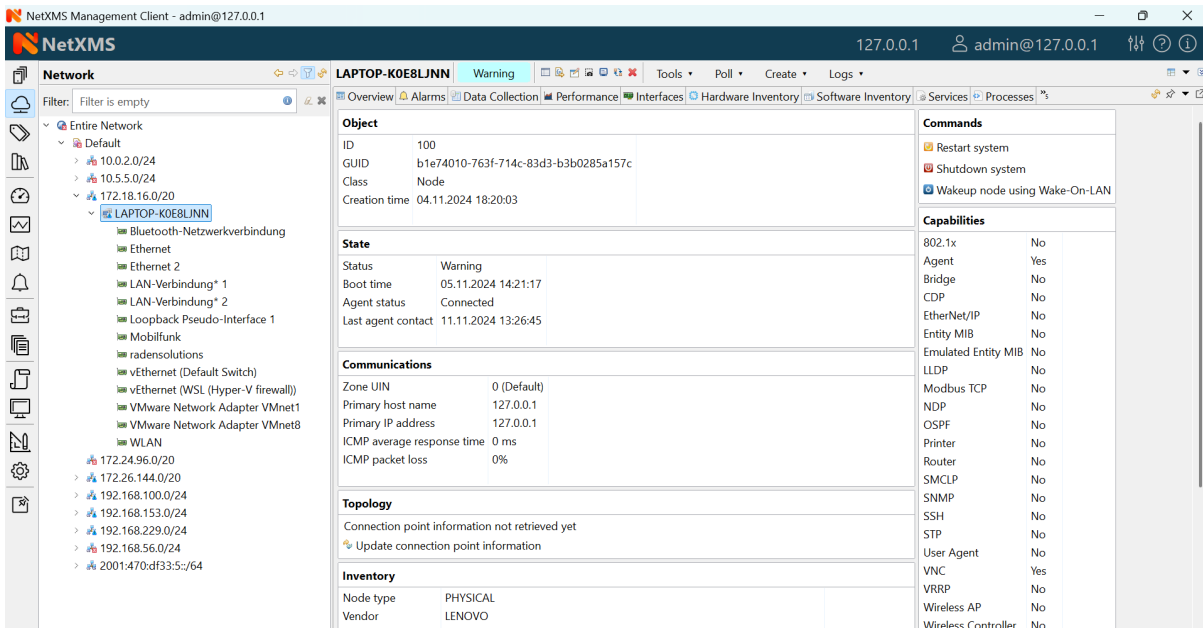 NetXMS Management Client - admin@127.0.0.1
NetXMS
127.0.0.1
admin@127.0.0.1
Network
Filter: Filter is empty
Entire Network
Default
10.0.2.0/24
10.5.5.0/24
172.18.16.0/20
LAPTOP-K0E8LJNN
Bluetooth-Netzwerkverbindung
Ethernet
Ethernet 2
LAN-Verbindung* 1
LAN-Verbindung* 2
Loopback Pseudo-Interface 1
Mobilfunk
radensolutions
vEthernet (Default Switch)
vEthernet (WSL (Hyper-V firewall))
VMware Network Adapter VMnet1
VMware Network Adapter VMnet8
WLAN
172.24.96.0/20
172.26.144.0/20
192.168.100.0/24
192.168.153.0/24
192.168.229.0/24
192.168.56.0/24
2001:470:df33:5::/64
LAPTOP-K0E8LJNN Warning Tools Poll Create Logs
Overview Alarms Data Collection Performance Interfaces Hardware Inventory Software Inventory Services Processes »5
Object
ID 100
GUID b1e74010-763f-714c-83d3-b3b0285a157c
Class Node
Creation time 04.11.2024 18:20:03
State
Status Warning
Boot time 05.11.2024 14:21:17
Agent status Connected
Last agent contact 11.11.2024 13:26:45
Communications
Zone UIN 0 (Default)
Primary host name 127.0.0.1
Primary IP address 127.0.0.1
ICMP average response time 0 ms
ICMP packet loss 0%
Topology
Connection point information not retrieved yet
Update connection point information
Inventory
Node type PHYSICAL
Vendor LENOVO
Commands
Restart system
Shutdown system
Wakeup node using Wake-On-LAN
Capabilities
802.1x No
Agent Yes
Bridge No
CDP No
EtherNet/IP No
Entity MIB No
Emulated Entity MIB No
LLDP No
Modbus TCP No
NDP No
OSPF No
Printer No
Router No
SMCLP No
SNMP No
SSH No
STP No
User Agent No
VNC Yes
VRRP No
Wireless AP No
Wireless Controller No